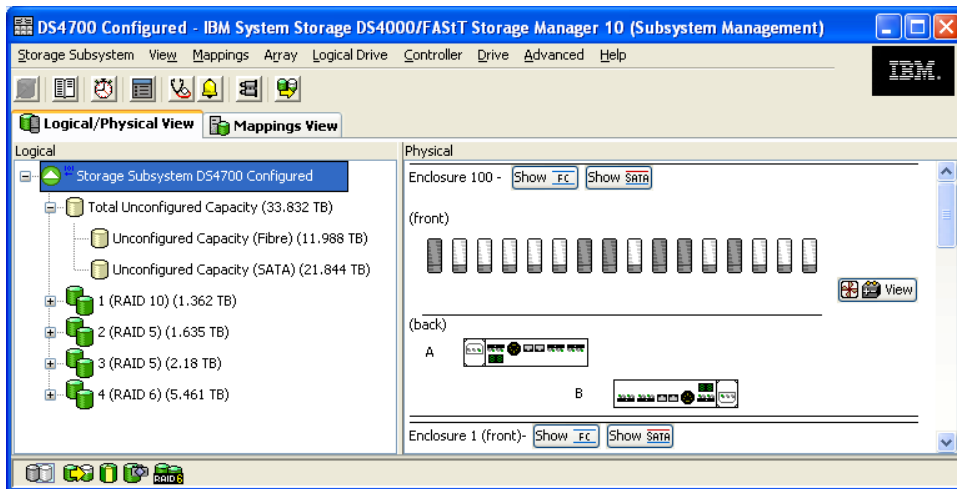 DS4700 Configured - IBM System Storage DS4000/FAStT Storage Manager 10 (Subsystem Management)
Storage Subsystem View Mappings Array Logical Drive Controller Drive Advanced Help
IBM.
Logical/Physical View Mappings View
Logical
Storage Subsystem DS4700 Configured
Total Unconfigured Capacity (33.832 TB)
Unconfigured Capacity (Fibre) (11.988 TB)
Unconfigured Capacity (SATA) (21.844 TB)
1 (RAID 10) (1.362 TB)
2 (RAID 5) (1.635 TB)
3 (RAID 5) (2.18 TB)
4 (RAID 6) (5.461 TB)
Physical
Enclosure 100 - Show FC Show SATA
(front)
View
(back)
A
B
Enclosure 1 (front)- Show FC Show SATA
RAID6